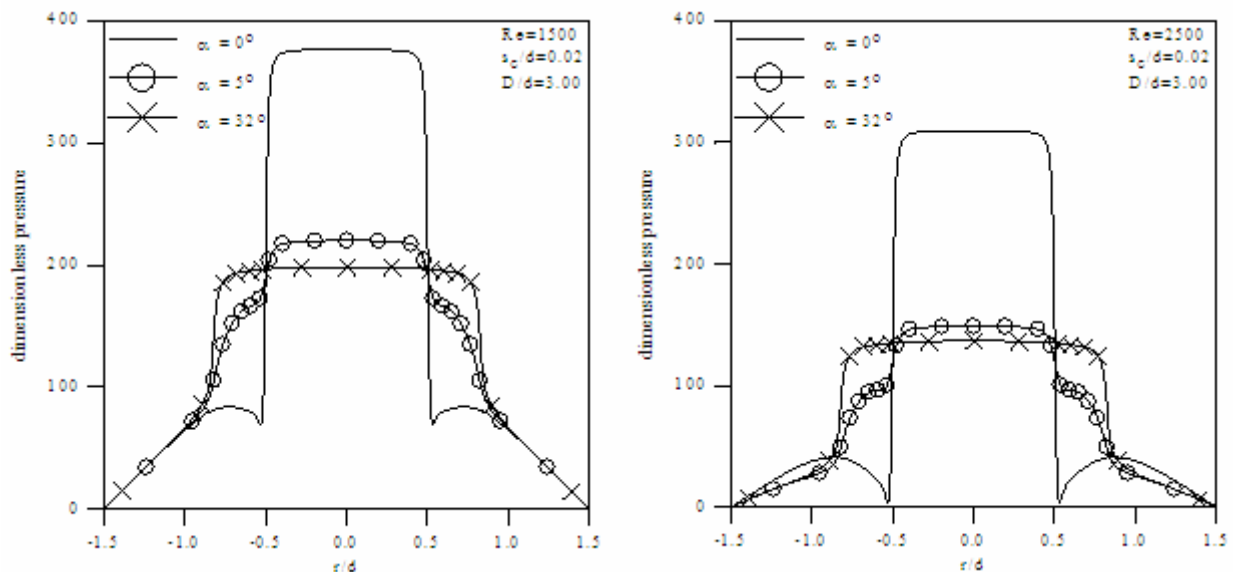 400
α = 0° Re=1500
α = 5° s_c/d=0.02
α = 32° D/d=3.00
300
200
100
0
dimensionless pressure
-1.5 -1.0 -0.5 0.0 0.5 1.0 1.5
r/d
400
α = 0° Re=2500
α = 5° s_c/d=0.02
α = 32° D/d=3.00
300
200
100
0
dimensionless pressure
-1.5 -1.0 -0.5 0.0 0.5 1.0 1.5
r/d